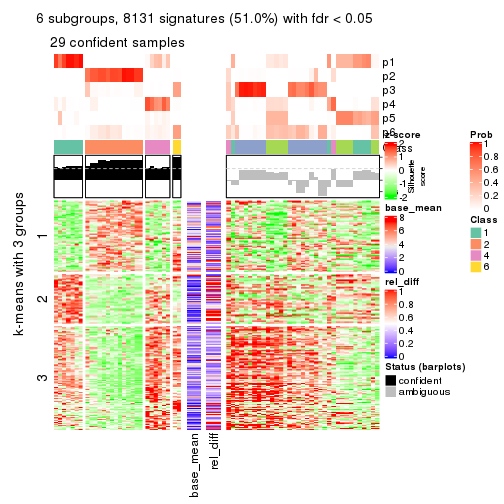 6 subgroups, 8131 signatures (51.0%) with fdr < 0.05
29 confident samples
p1
p2
p3
p4
p5
p6
Class
z-score
2
1
0
-1
-2
Silhouette
score
Prob
1
0.8
0.6
0.4
0.2
0
base_mean
8
6
4
2
0
Class
1
2
4
6
rel_diff
1
0.8
0.6
0.4
0.2
0
Status (barplots)
confident
ambiguous
k-means with 3 groups
1
2
3
base_mean
rel_diff